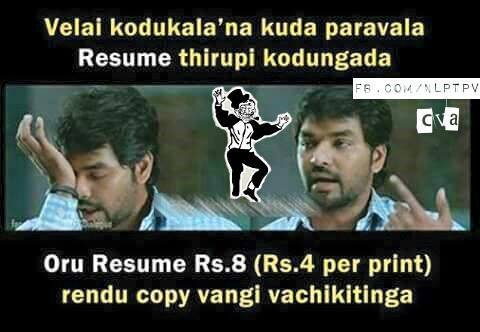 Velai kodukala'na kuda paravala
Resume thirupi kodungada
FB.COM/NLPTPV
cva
Oru Resume Rs.8 (Rs.4 per print)
rendu copy vangi vachikitinga